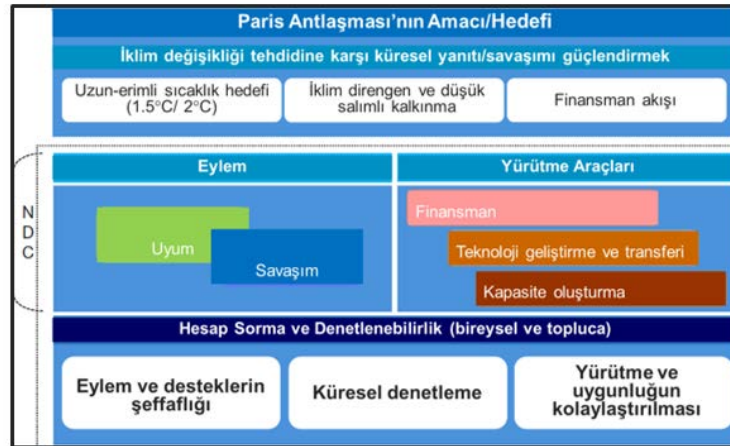 Paris Antlaşması'nın Amacı/Hedefi
İklim değişikliği tehdidine karşı küresel yanıtı/savaşımı güçlendirmek
Uzun-erimli sıcaklık hedefi
(1.5°C/ 2°C)
İklim direngen ve düşük
salımlı kalkınma
Finansman akışı
N
D
C
Eylem
Uyum
Savaşım
Yürütme Araçları
Finansman
Teknoloji geliştirme ve transferi
Kapasite oluşturma
Hesap Sorma ve Denetlenebilirlik (bireysel ve topluca)
Eylem ve desteklerin
şeffaflığı
Küresel denetleme
Yürütme ve
uygunluğun
kolaylaştırılması